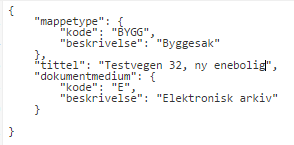 {
    "mappetype": {
        "kode": "BYGG",
        "beskrivelse": "Byggesak"
    },
    "tittel": "Testvegen 32, ny enebolig",
    "dokumentmedium": {
        "kode": "E",
        "beskrivelse": "Elektronisk arkiv"
    }
}